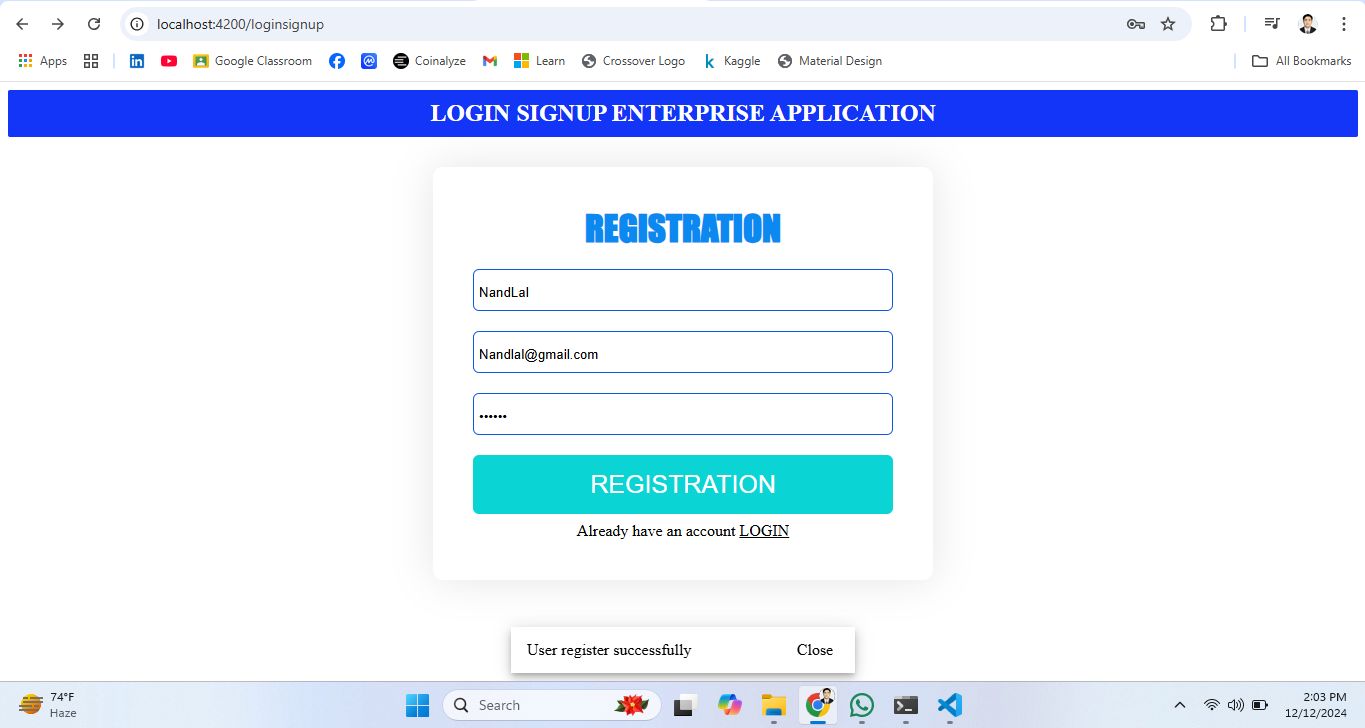 localhost:4200/loginsignup
Apps Google Classroom Coinalyze Learn Crossover Logo Kaggle Material Design All Bookmarks
LOGIN SIGNUP ENTERPRISE APPLICATION
REGISTRATION
NandLal
Nandlal@gmail.com
••••••
REGISTRATION
Already have an account LOGIN
User register successfully Close
74°F
Haze
Search
2:03 PM
12/12/2024